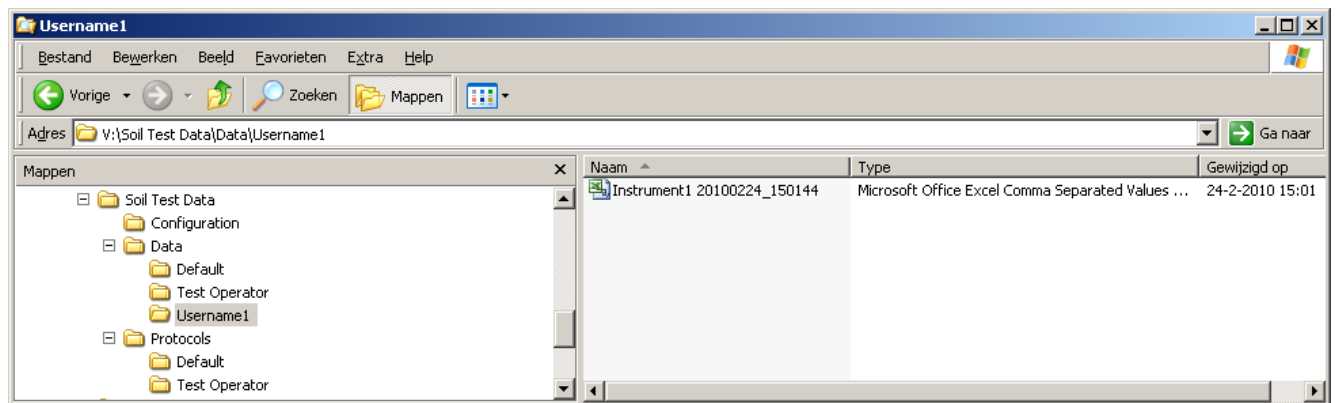 Username1
Bestand Bewerken Beeld Favorieten Extra Help
Vorige Zoeken Mappen
Adres V:\Soil Test Data\Data\Username1 Ga naar
Mappen
Soil Test Data
Configuration
Data
Default
Test Operator
Username1
Protocols
Default
Test Operator
Naam Type Gewijzigd op
Instrument1 20100224_150144 Microsoft Office Excel Comma Separated Values ... 24-2-2010 15:01